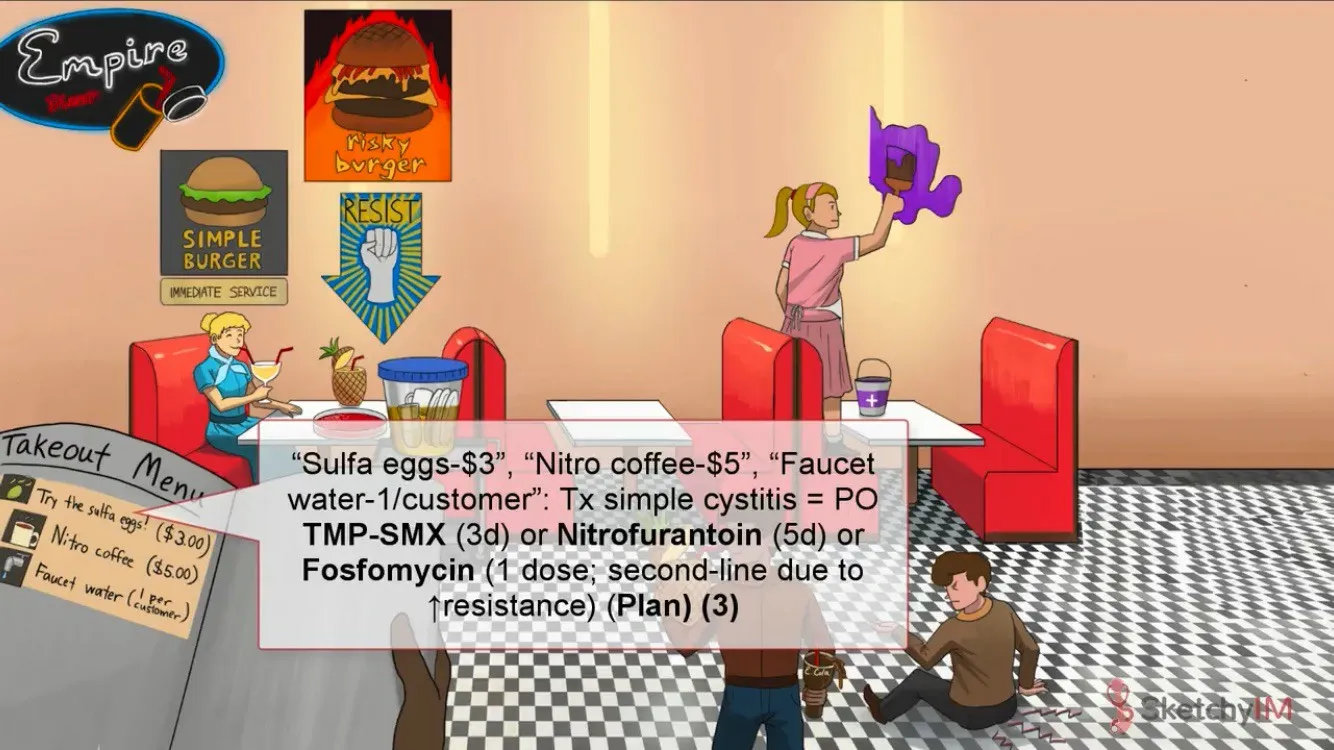 Empire
Diner
risky
burger
SIMPLE
BURGER
IMMEDIATE SERVICE
RESIST
+
Takeout Menu
Try the sulfa eggs! ($3.00)
Nitro coffee ($5.00)
Faucet water (1 per
customer)
“Sulfa eggs-$3”, “Nitro coffee-$5”, “Faucet
water-1/customer”: Tx simple cystitis = PO
TMP-SMX (3d) or Nitrofurantoin (5d) or
Fosfomycin (1 dose; second-line due to
↑resistance) (Plan) (3)
E.Cola
SketchyIM